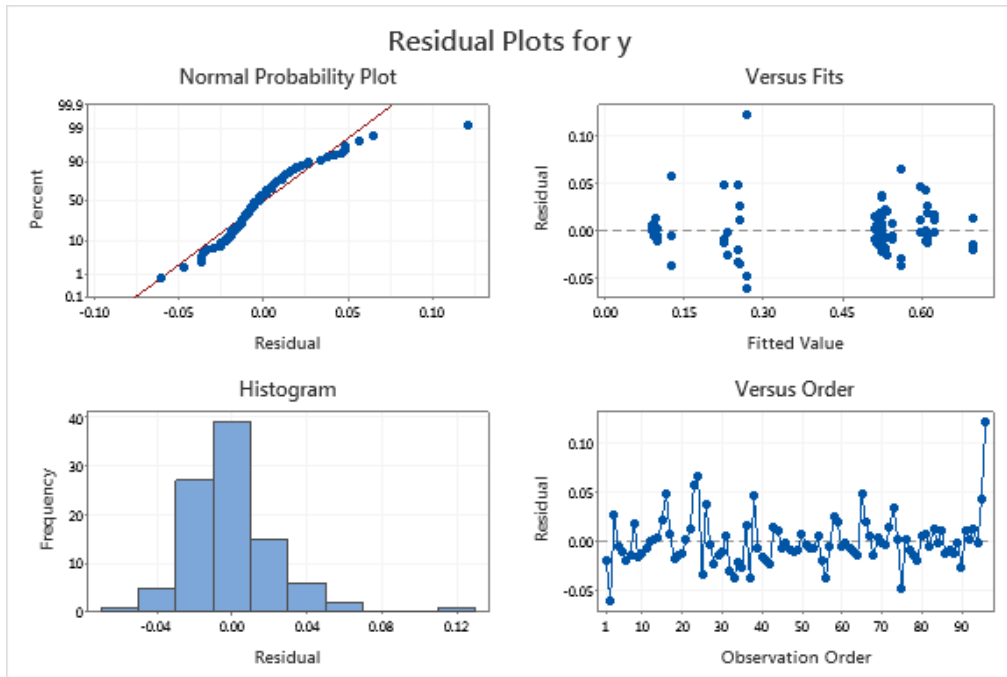 Residual Plots for y
Normal Probability Plot
99.9
99
90
50
10
1
0.1
Percent
-0.10 -0.05 0.00 0.05 0.10
Residual
Versus Fits
0.10
0.05
0.00
-0.05
Residual
0.00 0.15 0.30 0.45 0.60
Fitted Value
Histogram
40
30
20
10
0
Frequency
-0.04 0.00 0.04 0.08 0.12
Residual
Versus Order
0.10
0.05
0.00
-0.05
Residual
1 10 20 30 40 50 60 70 80 90
Observation Order